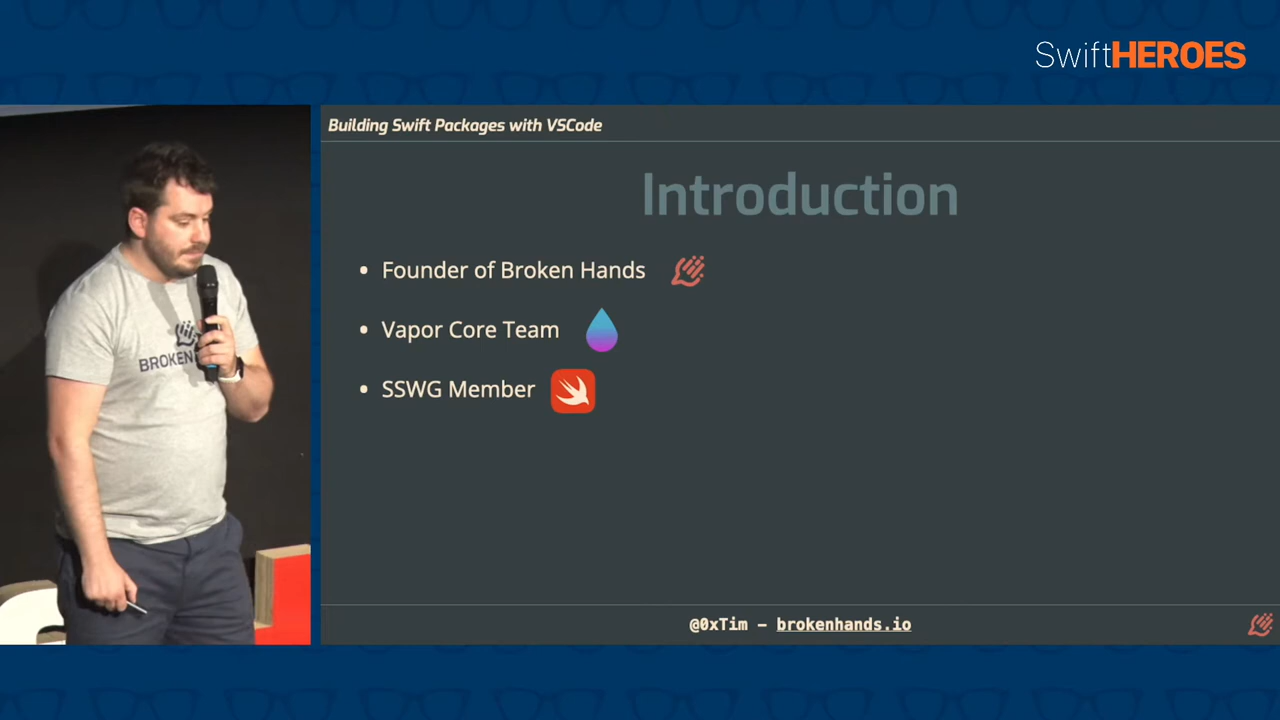 SwiftHEROES
Building Swift Packages with VSCode
Introduction
• Founder of Broken Hands
• Vapor Core Team
• SSWG Member
BROKEN
@0xTim – brokenhands.io